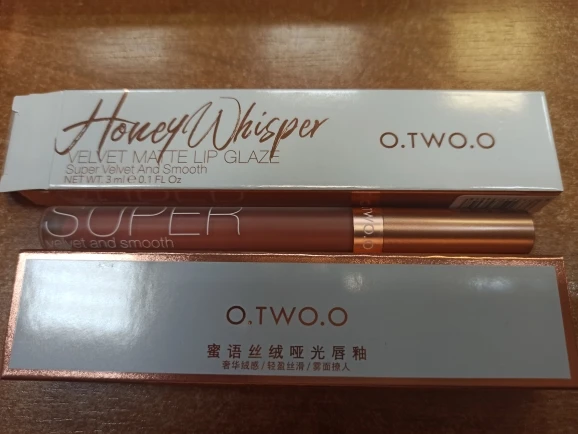 Honey Whisper
O.TWO.O
VELVET MATTE LIP GLAZE
Super Velvet And Smooth
NET WT. 3 ml ℮ 0.1 FL Oz
SUPER
velvet and smooth
O.TWO.O
O.TWO.O
蜜语丝绒哑光唇釉
奢华绒感/轻盈丝滑/雾面撩人